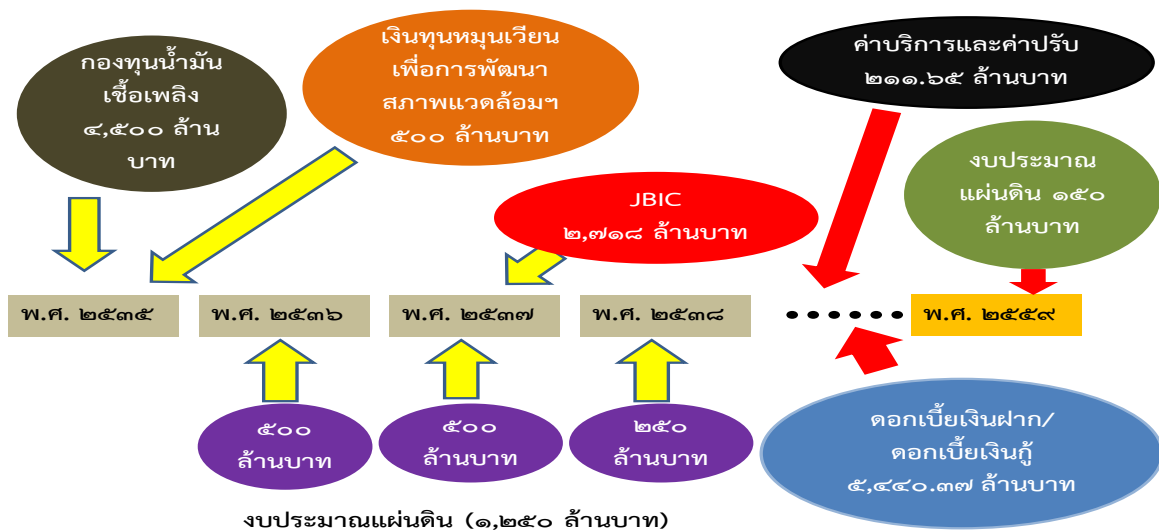 กองทุนน้ำมัน
เชื้อเพลิง
๔,๕๐๐ ล้าน
บาท
เงินทุนหมุนเวียน
เพื่อการพัฒนา
สภาพแวดล้อมฯ
๕๐๐ ล้านบาท
ค่าบริการและค่าปรับ
๒๑๑.๖๕ ล้านบาท
JBIC
๒,๗๑๘ ล้านบาท
งบประมาณ
แผ่นดิน ๑๕๐
ล้านบาท
พ.ศ. ๒๕๓๕
พ.ศ. ๒๕๓๖
พ.ศ. ๒๕๓๗
พ.ศ. ๒๕๓๘
พ.ศ. ๒๕๕๙
๕๐๐
ล้านบาท
๕๐๐
ล้านบาท
๒๕๐
ล้านบาท
ดอกเบี้ยเงินฝาก/
ดอกเบี้ยเงินกู้
๕,๔๔๐.๓๗ ล้านบาท
งบประมาณแผ่นดิน (๑,๒๕๐ ล้านบาท)